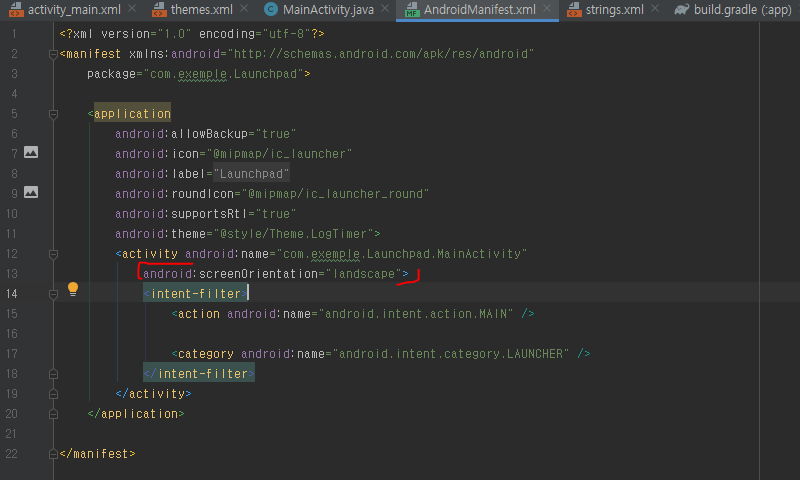 activity_main.xml × themes.xml × MainActivity.java × AndroidManifest.xml × strings.xml × build.gradle (:app)
1 <?xml version="1.0" encoding="utf-8"?>
2 <manifest xmlns:android="http://schemas.android.com/apk/res/android"
3 package="com.exemple.Launchpad">
4
5 <application
6 android:allowBackup="true"
7 android:icon="@mipmap/ic_launcher"
8 android:label="Launchpad"
9 android:roundIcon="@mipmap/ic_launcher_round"
10 android:supportsRtl="true"
11 android:theme="@style/Theme.LogTimer">
12 <activity android:name="com.exemple.Launchpad.MainActivity"
13 android:screenOrientation="landscape">
14 <intent-filter>
15 <action android:name="android.intent.action.MAIN" />
16
17 <category android:name="android.intent.category.LAUNCHER" />
18 </intent-filter>
19 </activity>
20 </application>
21
22 </manifest>